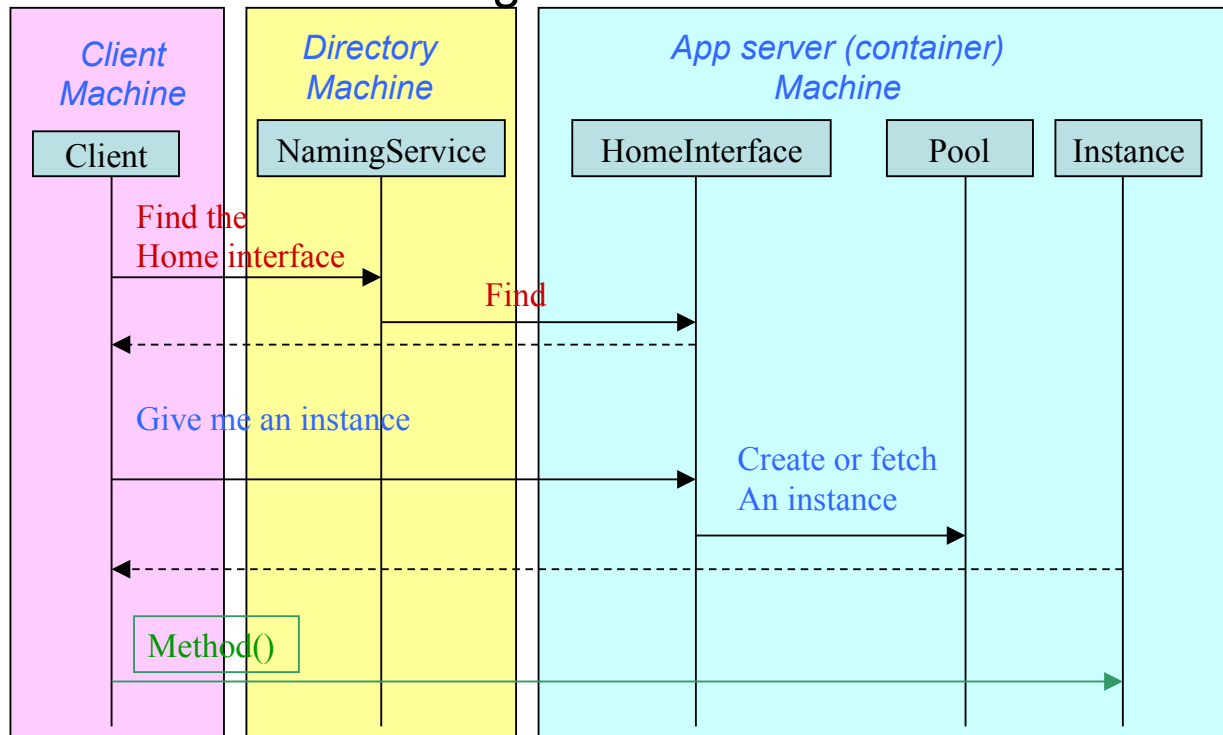 Client
Machine
Directory
Machine
App server (container)
Machine
Client
NamingService
HomeInterface
Pool
Instance
Find the
Home interface
Find
Give me an instance
Create or fetch
An instance
Method()